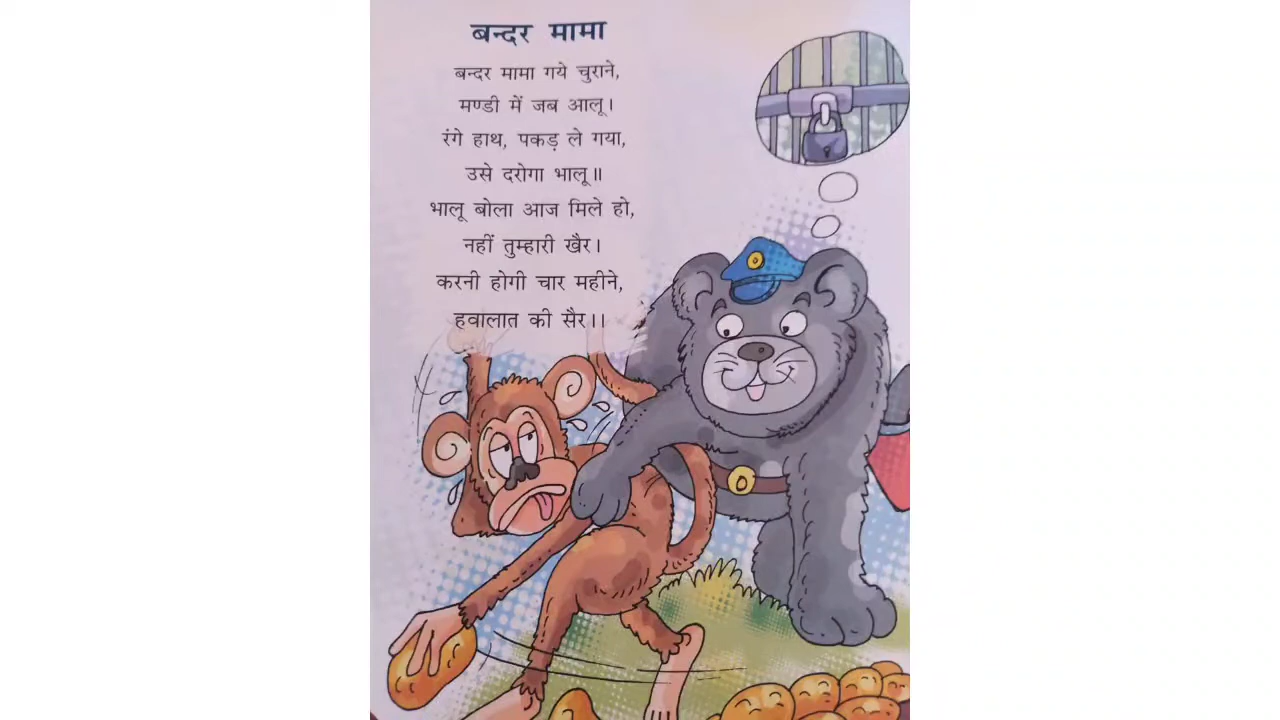 बन्दर मामा
बन्दर मामा गये चुराने,
मण्डी में जब आलू।
रंगे हाथ, पकड़ ले गया,
उसे दरोगा भालू॥
भालू बोला आज मिले हो,
नहीं तुम्हारी खैर।
करनी होगी चार महीने,
हवालात की सैर।।